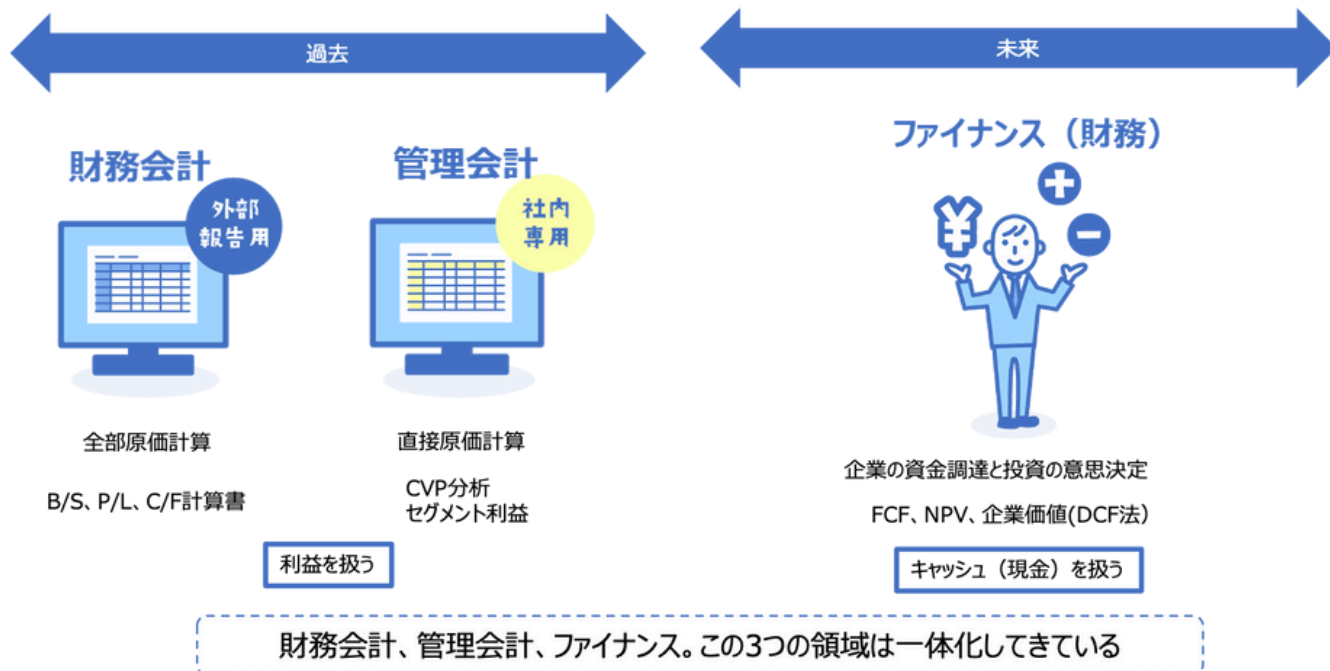 過去
未来
財務会計
外部
報告用
管理会計
社内
専用
ファイナンス（財務）
¥
+
-
全部原価計算
B/S、P/L、C/F計算書
直接原価計算
CVP分析
セグメント利益
利益を扱う
企業の資金調達と投資の意思決定
FCF、NPV、企業価値(DCF法）
キャッシュ（現金）を扱う
財務会計、管理会計、ファイナンス。この3つの領域は一体化してきている